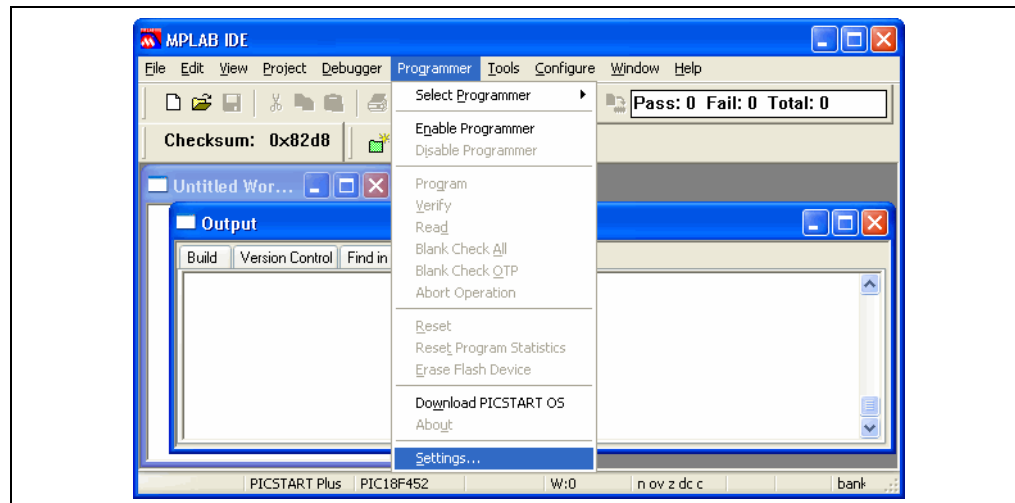 MPLAB IDE
File Edit View Project Debugger Programmer Tools Configure Window Help
Select Programmer
Pass: 0 Fail: 0 Total: 0
Enable Programmer
Checksum: 0x82d8
Disable Programmer
Untitled Wor...
Program
Verify
Output
Read
Build Version Control Find in
Blank Check All
Blank Check OTP
Abort Operation
Reset
Reset Program Statistics
Erase Flash Device
Download PICSTART OS
About
Settings...
PICSTART Plus PIC18F452 W:0 n ov z dc c bank